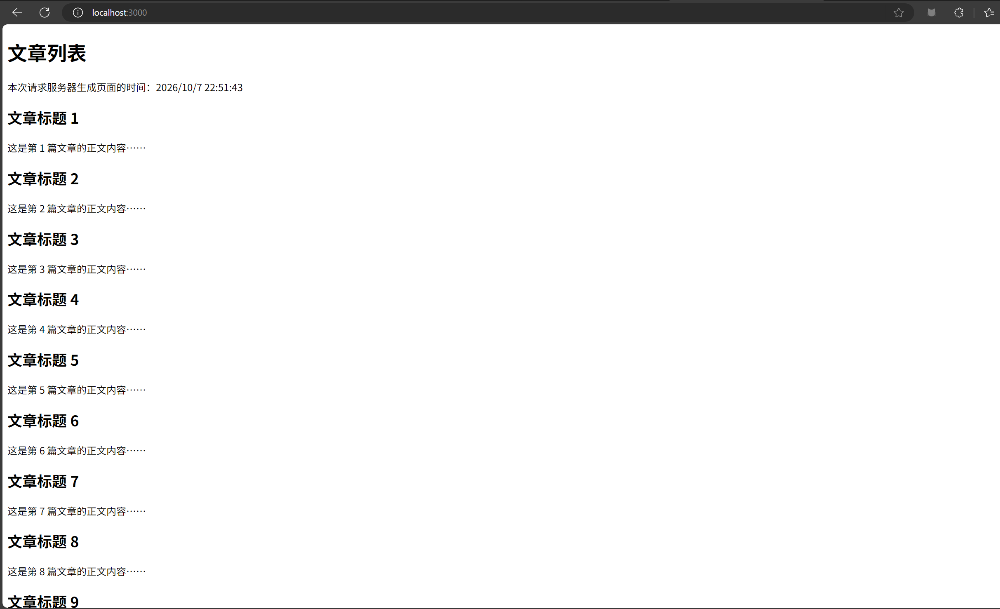 localhost:3000
文章列表
本次请求服务器生成页面的时间：2026/10/7 22:51:43
文章标题 1
这是第 1 篇文章的正文内容……
文章标题 2
这是第 2 篇文章的正文内容……
文章标题 3
这是第 3 篇文章的正文内容……
文章标题 4
这是第 4 篇文章的正文内容……
文章标题 5
这是第 5 篇文章的正文内容……
文章标题 6
这是第 6 篇文章的正文内容……
文章标题 7
这是第 7 篇文章的正文内容……
文章标题 8
这是第 8 篇文章的正文内容……
文章标题 9